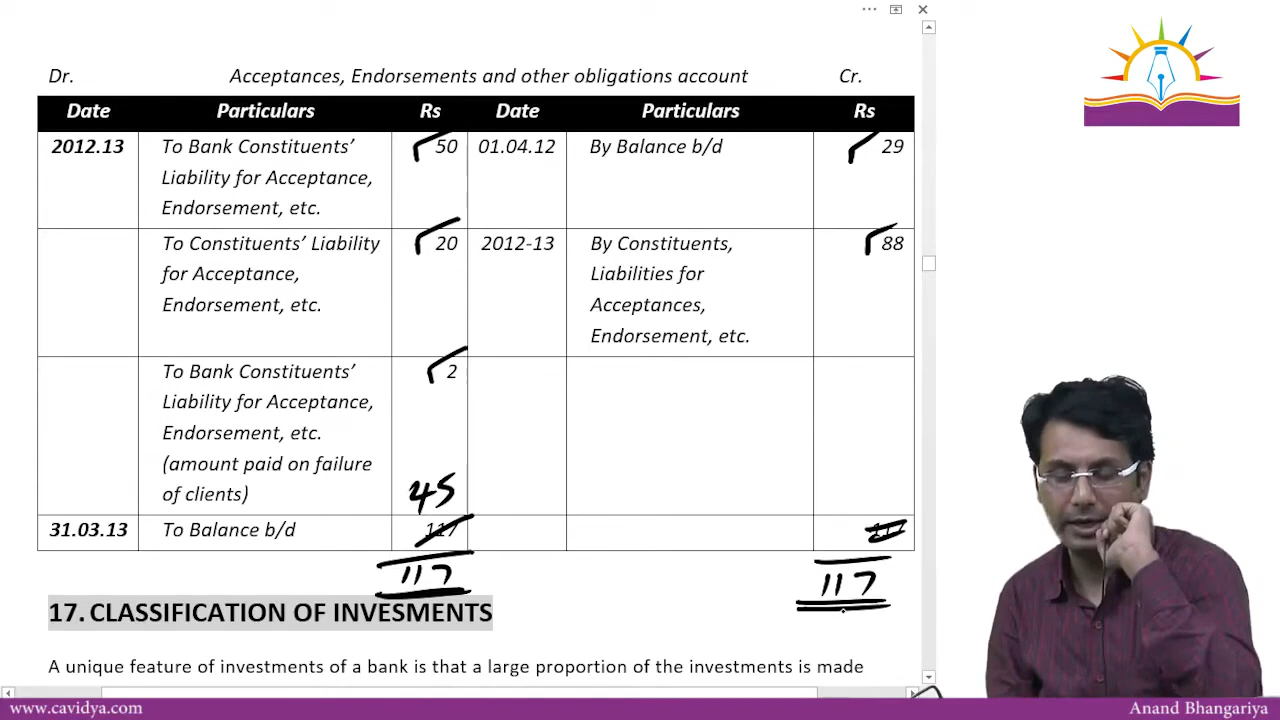 Dr. Acceptances, Endorsements and other obligations account Cr.
Date Particulars Rs Date Particulars Rs
2012.13 To Bank Constituents’ 50 01.04.12 By Balance b/d 29
Liability for Acceptance,
Endorsement, etc.
To Constituents’ Liability 20 2012-13 By Constituents, 88
for Acceptance, Liabilities for
Endorsement, etc. Acceptances,
Endorsement, etc.
To Bank Constituents’ 2
Liability for Acceptance,
Endorsement, etc.
(amount paid on failure
of clients) 45
31.03.13 To Balance b/d 117 117
117 117
17. CLASSIFICATION OF INVESMENTS
A unique feature of investments of a bank is that a large proportion of the investments is made
www.cavidya.com Anand Bhangariya